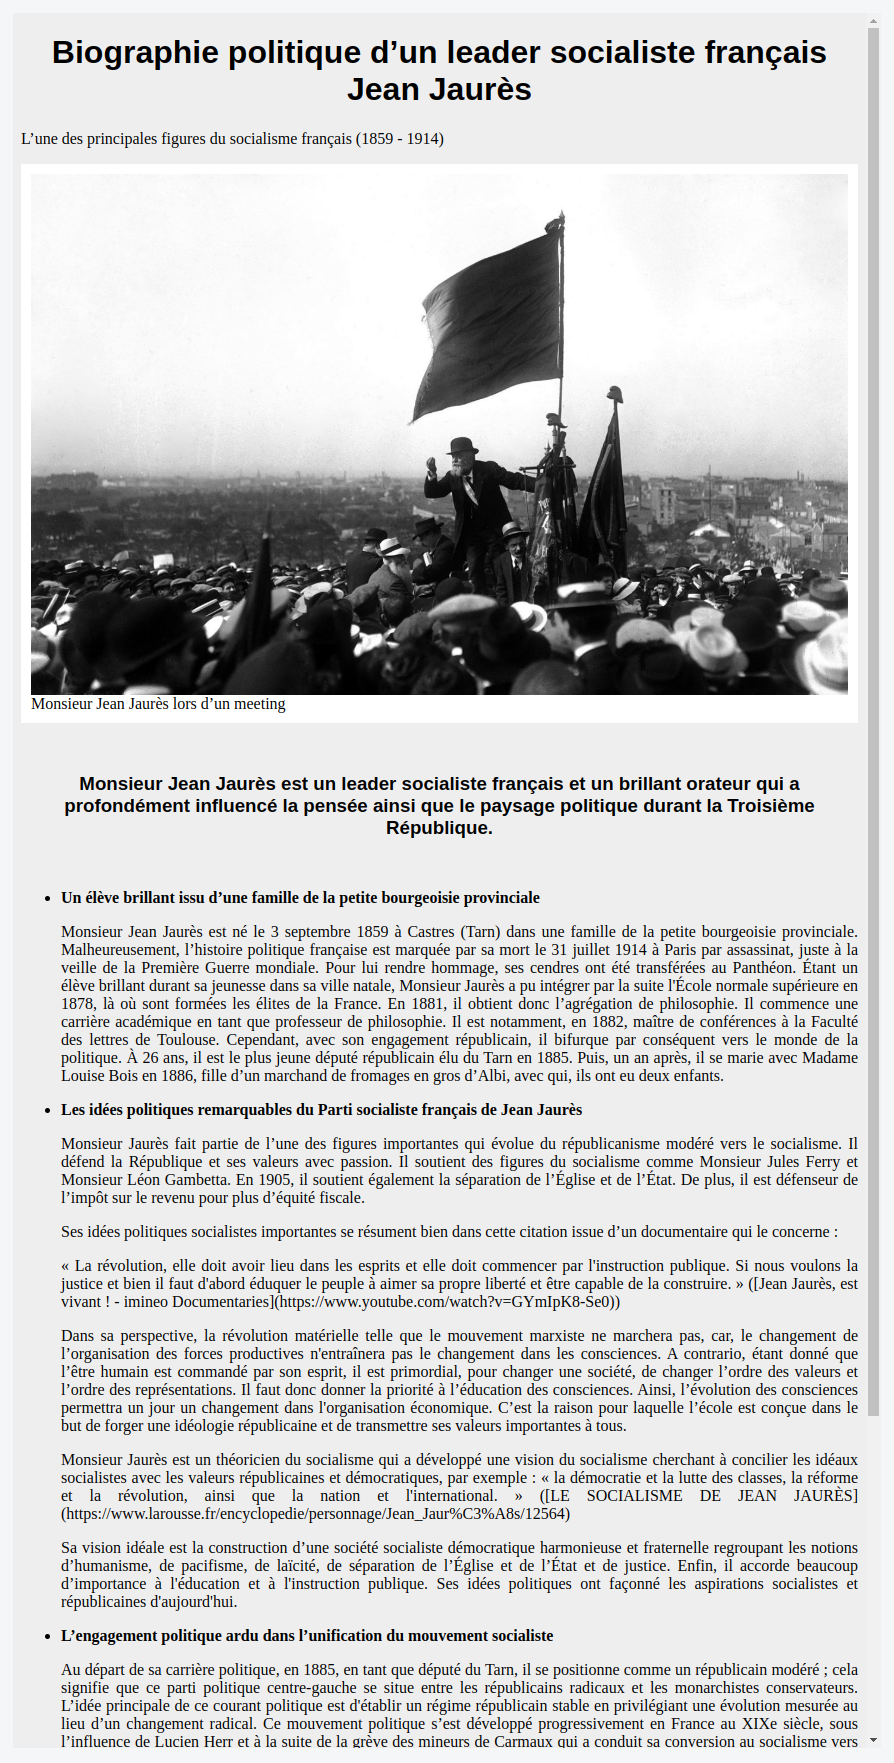 Biographie politique d’un leader socialiste français
Jean Jaurès
L’une des principales figures du socialisme français (1859 - 1914)
Monsieur Jean Jaurès lors d’un meeting
Monsieur Jean Jaurès est un leader socialiste français et un brillant orateur qui a
profondément influencé la pensée ainsi que le paysage politique durant la Troisième
République.
• Un élève brillant issu d’une famille de la petite bourgeoisie provinciale
Monsieur Jean Jaurès est né le 3 septembre 1859 à Castres (Tarn) dans une famille de la petite bourgeoisie provinciale.
Malheureusement, l’histoire politique française est marquée par sa mort le 31 juillet 1914 à Paris par assassinat, juste à la
veille de la Première Guerre mondiale. Pour lui rendre hommage, ses cendres ont été transférées au Panthéon. Étant un
élève brillant durant sa jeunesse dans sa ville natale, Monsieur Jaurès a pu intégrer par la suite l'École normale supérieure en
1878, là où sont formées les élites de la France. En 1881, il obtient donc l’agrégation de philosophie. Il commence une
carrière académique en tant que professeur de philosophie. Il est notamment, en 1882, maître de conférences à la Faculté
des lettres de Toulouse. Cependant, avec son engagement républicain, il bifurque par conséquent vers le monde de la
politique. À 26 ans, il est le plus jeune député républicain élu du Tarn en 1885. Puis, un an après, il se marie avec Madame
Louise Bois en 1886, fille d’un marchand de fromages en gros d’Albi, avec qui, ils ont eu deux enfants.
• Les idées politiques remarquables du Parti socialiste français de Jean Jaurès
Monsieur Jaurès fait partie de l’une des figures importantes qui évolue du républicanisme modéré vers le socialisme. Il
défend la République et ses valeurs avec passion. Il soutient des figures du socialisme comme Monsieur Jules Ferry et
Monsieur Léon Gambetta. En 1905, il soutient également la séparation de l’Église et de l’État. De plus, il est défenseur de
l’impôt sur le revenu pour plus d’équité fiscale.
Ses idées politiques socialistes importantes se résument bien dans cette citation issue d’un documentaire qui le concerne :
« La révolution, elle doit avoir lieu dans les esprits et elle doit commencer par l'instruction publique. Si nous voulons la
justice et bien il faut d'abord éduquer le peuple à aimer sa propre liberté et être capable de la construire. » ([Jean Jaurès, est
vivant ! - imineo Documentaries](https://www.youtube.com/watch?v=GYmIpK8-Se0))
Dans sa perspective, la révolution matérielle telle que le mouvement marxiste ne marchera pas, car, le changement de
l’organisation des forces productives n'entraînera pas le changement dans les consciences. A contrario, étant donné que
l’être humain est commandé par son esprit, il est primordial, pour changer une société, de changer l’ordre des valeurs et
l’ordre des représentations. Il faut donc donner la priorité à l’éducation des consciences. Ainsi, l’évolution des consciences
permettra un jour un changement dans l'organisation économique. C’est la raison pour laquelle l’école est conçue dans le
but de forger une idéologie républicaine et de transmettre ses valeurs importantes à tous.
Monsieur Jaurès est un théoricien du socialisme qui a développé une vision du socialisme cherchant à concilier les idéaux
socialistes avec les valeurs républicaines et démocratiques, par exemple : « la démocratie et la lutte des classes, la réforme
et la révolution, ainsi que la nation et l'international. » ([LE SOCIALISME DE JEAN JAURÈS]
(https://www.larousse.fr/encyclopedie/personnage/Jean_Jaur%C3%A8s/12564)
Sa vision idéale est la construction d’une société socialiste démocratique harmonieuse et fraternelle regroupant les notions
d’humanisme, de pacifisme, de laïcité, de séparation de l’Église et de l’État et de justice. Enfin, il accorde beaucoup
d’importance à l'éducation et à l'instruction publique. Ses idées politiques ont façonné les aspirations socialistes et
républicaines d'aujourd'hui.
• L’engagement politique ardu dans l’unification du mouvement socialiste
Au départ de sa carrière politique, en 1885, en tant que député du Tarn, il se positionne comme un républicain modéré ; cela
signifie que ce parti politique centre-gauche se situe entre les républicains radicaux et les monarchistes conservateurs.
L’idée principale de ce courant politique est d'établir un régime républicain stable en privilégiant une évolution mesurée au
lieu d’un changement radical. Ce mouvement politique s’est développé progressivement en France au XIXe siècle, sous
l’influence de Lucien Herr et à la suite de la grève des mineurs de Carmaux qui a conduit sa conversion au socialisme vers